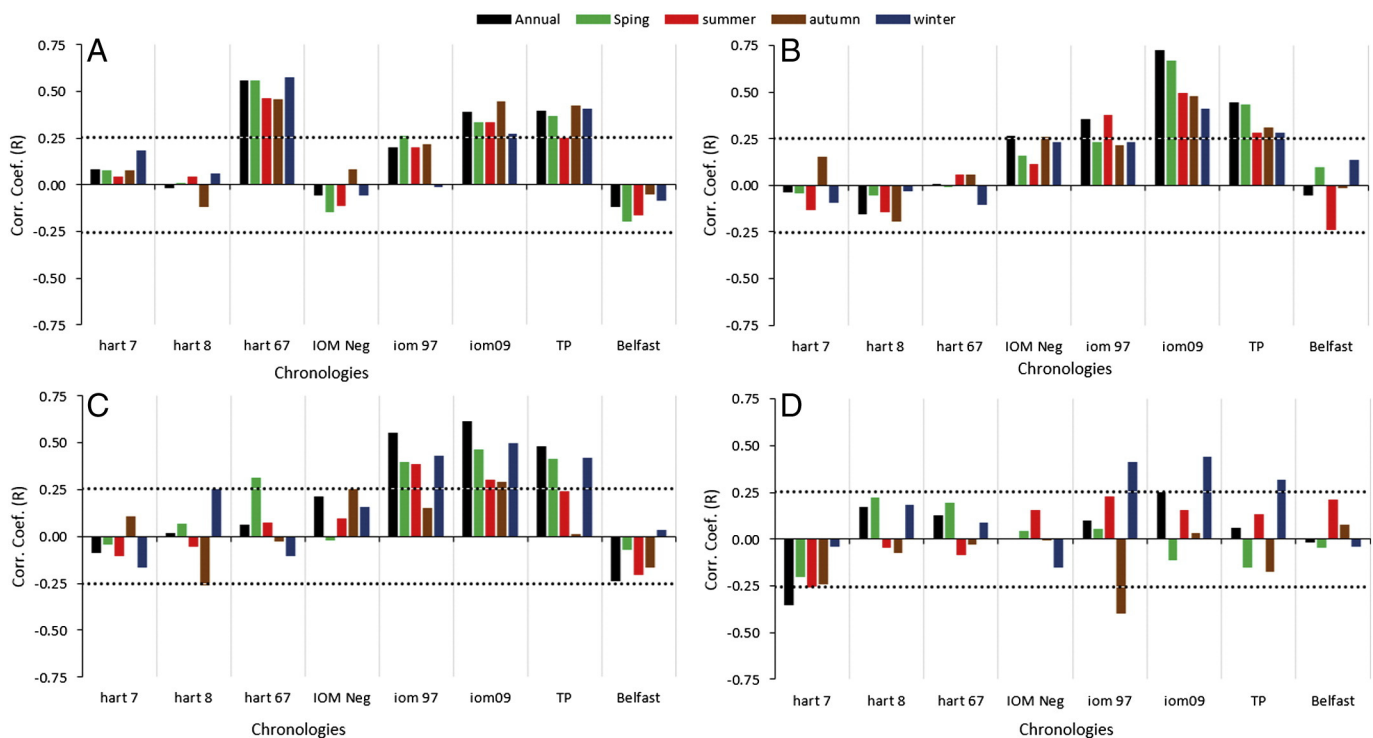 Annual Sping summer autumn winter
A
0.75
0.50
0.25
0.00
-0.25
-0.50
-0.75
Corr. Coef. (R)
hart 7 hart 8 hart 67 IOM Neg iom 97 iom09 TP Belfast
Chronologies
B
0.75
0.50
0.25
0.00
-0.25
-0.50
-0.75
Corr. Coef. (R)
hart 7 hart 8 hart 67 IOM Neg iom 97 iom09 TP Belfast
Chronologies
C
0.75
0.50
0.25
0.00
-0.25
-0.50
-0.75
Corr. Coef. (R)
hart 7 hart 8 hart 67 IOM Neg iom 97 iom09 TP Belfast
Chronologies
D
0.75
0.50
0.25
0.00
-0.25
-0.50
-0.75
Corr. Coef. (R)
hart 7 hart 8 hart 67 IOM Neg iom 97 iom09 TP Belfast
Chronologies